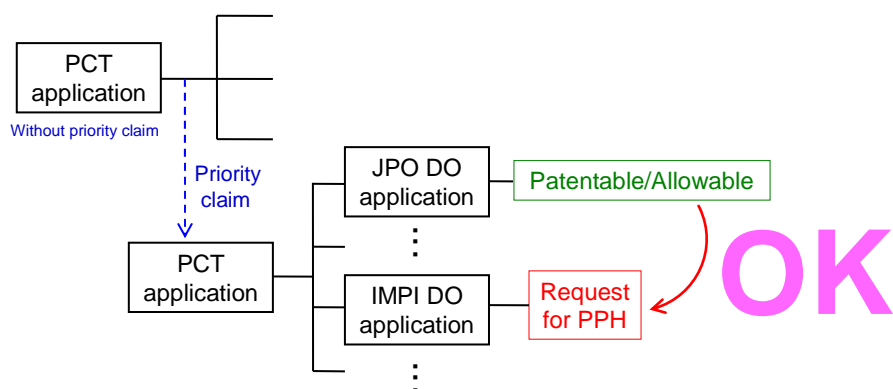 PCT
application
Without priority claim
Priority
claim
JPO DO
application
Patentable/Allowable
OK
PCT
application
IMPI DO
application
Request
for PPH